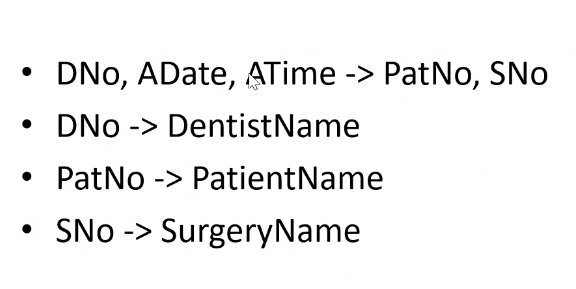 • DNo, ADate, ATime -> PatNo, SNo
• DNo -> DentistName
• PatNo -> PatientName
• SNo -> SurgeryName